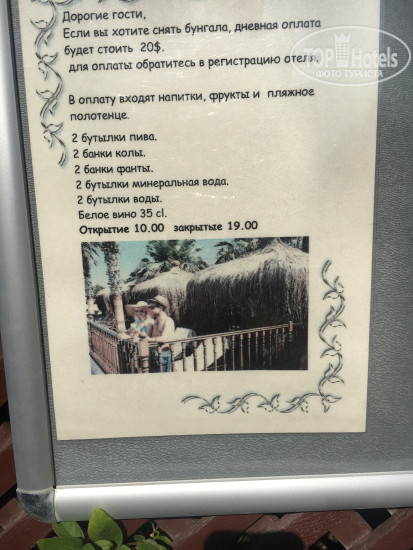 Дорогие гости,
Если вы хотите снять бунгала, дневная оплата
будет стоить 20$.
для оплаты обратитесь в регистрацию отеля.
В оплату входят напитки, фрукты и пляжное
полотенце.
2 бутылки пива.
2 банки колы.
2 банки фанты.
2 бутылки минеральная вода.
2 бутылки воды.
Белое вино 35 cl.
Открытие 10.00 закрытые 19.00
TOP Hotels
ФОТО ТУРИСТА